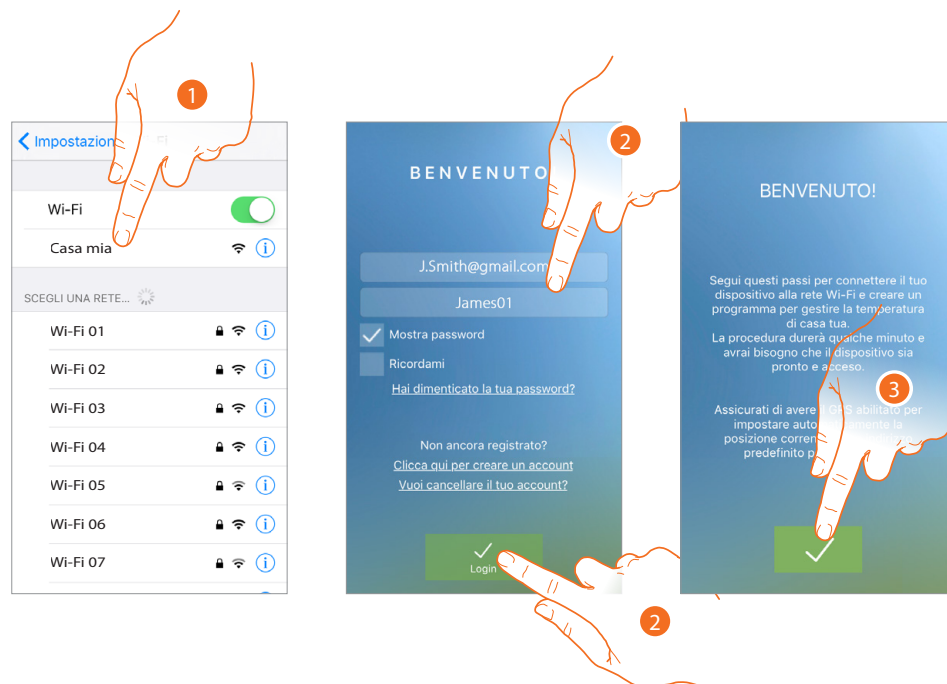 1
Impostazion
Wi-Fi
Casa mia
SCEGLI UNA RETE...
Wi-Fi 01
Wi-Fi 02
Wi-Fi 03
Wi-Fi 04
Wi-Fi 05
Wi-Fi 06
Wi-Fi 07
2
BENVENUTO
J.Smith@gmail.com
James01
Mostra password
Ricordami
Hai dimenticato la tua password?
Non ancora registrato?
Clicca qui per creare un account
Vuoi cancellare il tuo account?
Login
2
BENVENUTO!
Segui questi passi per connettere il tuo
dispositivo alla rete Wi-Fi e creare un
programma per gestire la temperatura
di casa tua.
La procedura durerà qualche minuto e
avrai bisogno che il dispositivo sia
pronto e acceso.
3
Assicurati di avere il GPS abilitato per
impostare la
posizione
predefinito